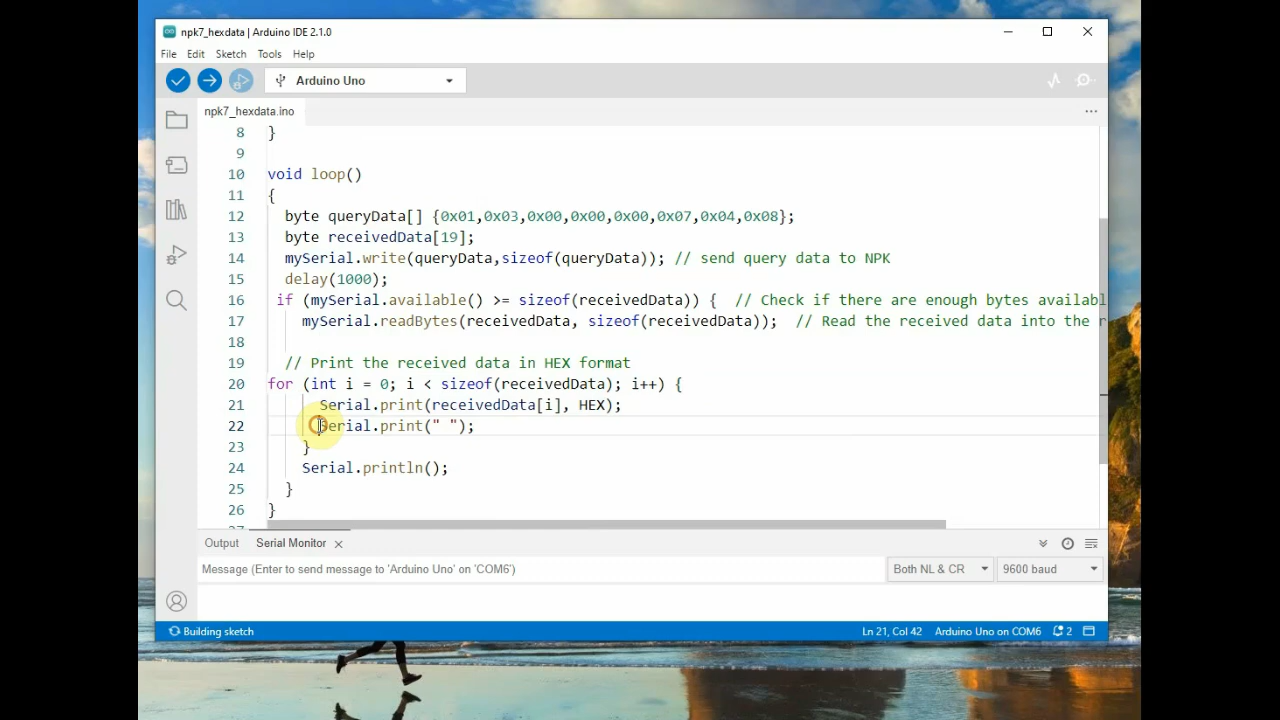 npk7_hexdata | Arduino IDE 2.1.0
File Edit Sketch Tools Help
Arduino Uno
npk7_hexdata.ino
8 }
9
10 void loop()
11 {
12 byte queryData[] {0x01,0x03,0x00,0x00,0x00,0x07,0x04,0x08};
13 byte receivedData[19];
14 mySerial.write(queryData,sizeof(queryData)); // send query data to NPK
15 delay(1000);
16 if (mySerial.available() >= sizeof(receivedData)) { // Check if there are enough bytes availabl
17 mySerial.readBytes(receivedData, sizeof(receivedData)); // Read the received data into the r
18
19 // Print the received data in HEX format
20 for (int i = 0; i < sizeof(receivedData); i++) {
21 Serial.print(receivedData[i], HEX);
22 Serial.print(" ");
23 }
24 Serial.println();
25 }
26 }
Output Serial Monitor
Message (Enter to send message to 'Arduino Uno' on 'COM6') Both NL & CR 9600 baud
Building sketch Ln 21, Col 42 Arduino Uno on COM6 2